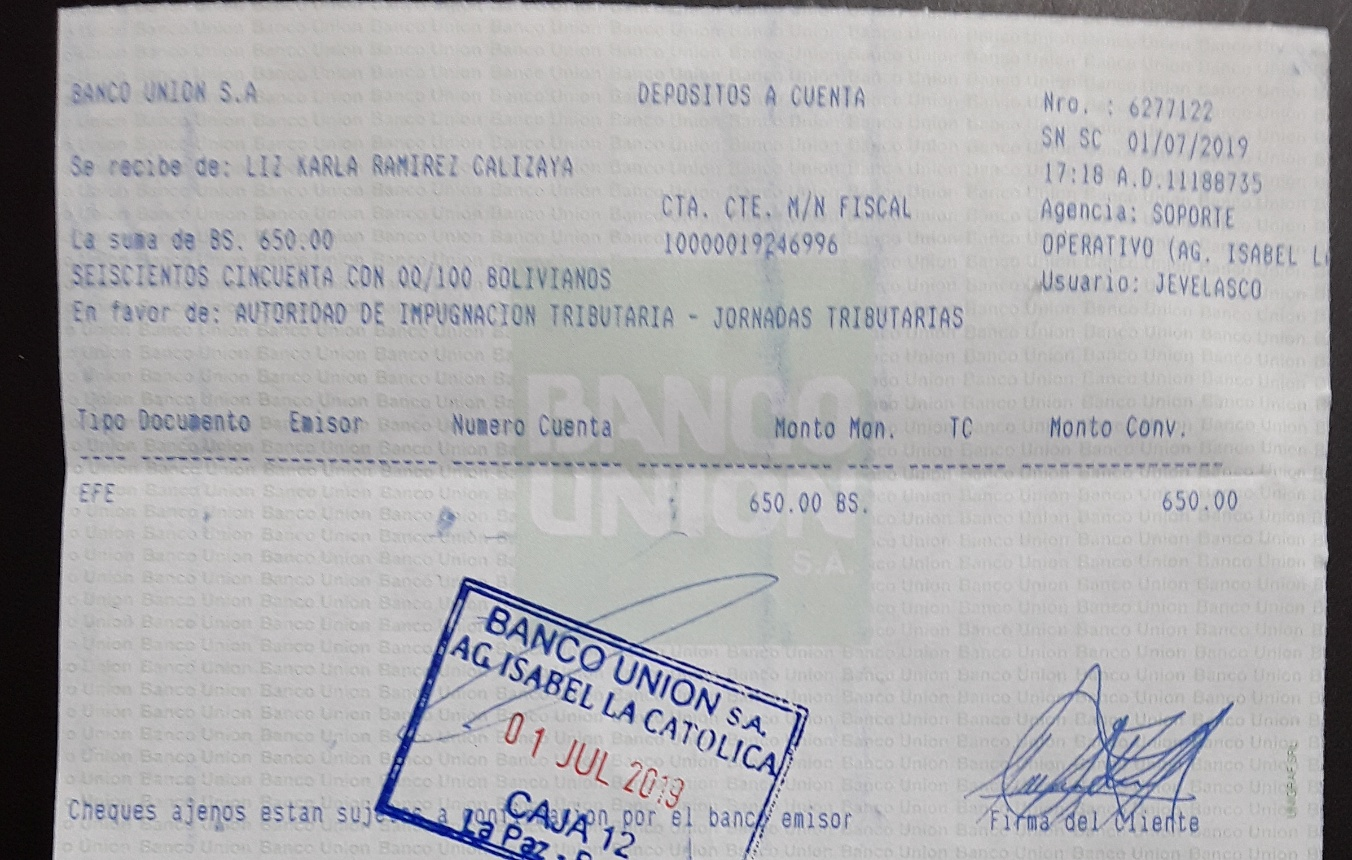 BANCO UNION S.A
DEPOSITOS A CUENTA
Nro. : 6277122
SN SC 01/07/2019
17:18 A.D.11188735
Agencia: SOPORTE
OPERATIVO (AG. ISABEL
Usuario: JEVELASCO
Se recibe de: LIZ KARLA RAMIREZ CALIZAYA
CTA. CTE. M/N FISCAL
La suma de BS. 650.00
10000019246996
SEISCIENTOS CINCUENTA CON 00/100 BOLIVIANOS
En favor de: AUTORIDAD DE IMPUGNACION TRIBUTARIA - JORNADAS TRIBUTARIAS
Tipo Documento Emisor Numero Cuenta Monto Mon. TC Monto Conv.
EFE 650.00 BS. 650.00
BANCO
UNION
S.A.
BANCO UNION S.A.
AG ISABEL LA CATOLICA
01 JUL 2019
CAJA 12
La Paz -
Cheques ajenos estan a por el banco emisor
Firma del Cliente